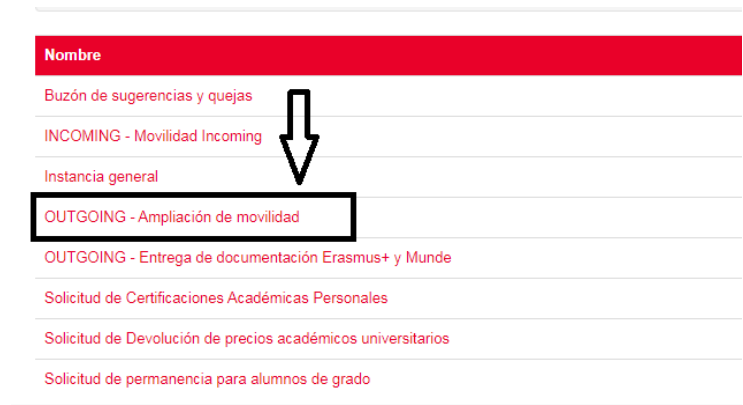 Nombre
Buzón de sugerencias y quejas
INCOMING - Movilidad Incoming
Instancia general
OUTGOING - Ampliación de movilidad
OUTGOING - Entrega de documentación Erasmus+ y Munde
Solicitud de Certificaciones Académicas Personales
Solicitud de Devolución de precios académicos universitarios
Solicitud de permanencia para alumnos de grado